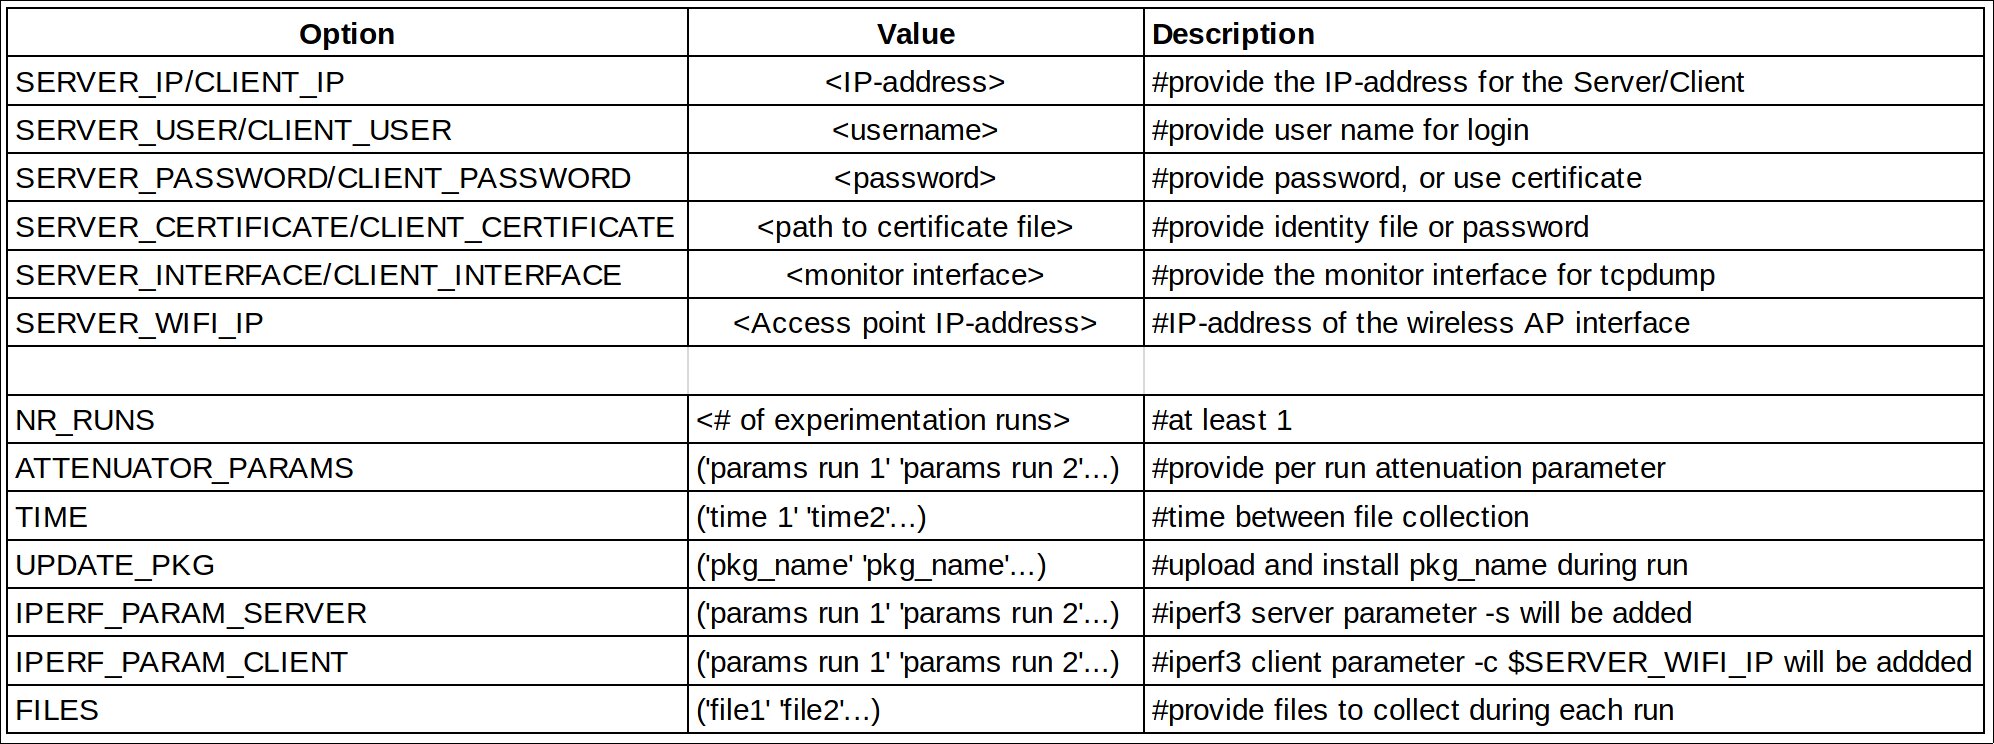 Option Value Description
SERVER_IP/CLIENT_IP <IP-address> #provide the IP-address for the Server/Client
SERVER_USER/CLIENT_USER <username> #provide user name for login
SERVER_PASSWORD/CLIENT_PASSWORD <password> #provide password, or use certificate
SERVER_CERTIFICATE/CLIENT_CERTIFICATE <path to certificate file> #provide identity file or password
SERVER_INTERFACE/CLIENT_INTERFACE <monitor interface> #provide the monitor interface for tcpdump
SERVER_WIFI_IP <Access point IP-address> #IP-address of the wireless AP interface
NR_RUNS <# of experimentation runs> #at least 1
ATTENUATOR_PARAMS ('params run 1' 'params run 2'...) #provide per run attenuation parameter
TIME ('time 1' 'time2'...) #time between file collection
UPDATE_PKG ('pkg_name' 'pkg_name'...) #upload and install pkg_name during run
IPERF_PARAM_SERVER ('params run 1' 'params run 2'...) #iperf3 server parameter -s will be added
IPERF_PARAM_CLIENT ('params run 1' 'params run 2'...) #iperf3 client parameter -c $SERVER_WIFI_IP will be addded
FILES ('file1' 'file2'...) #provide files to collect during each run